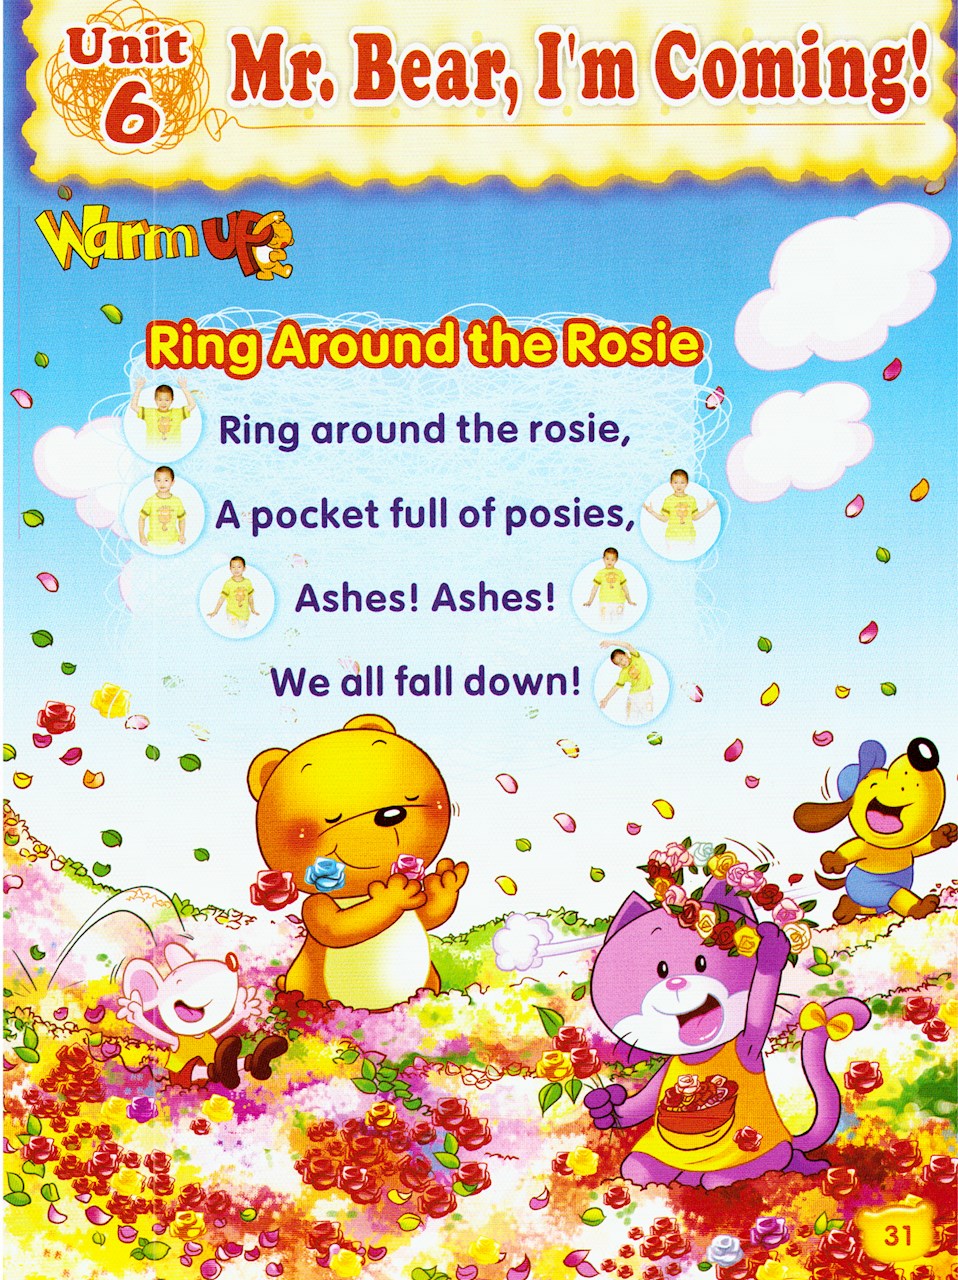 Unit
6
Mr. Bear, I'm Coming!
Warm up
Ring Around the Rosie
Ring around the rosie,
A pocket full of posies,
Ashes! Ashes!
We all fall down!
31